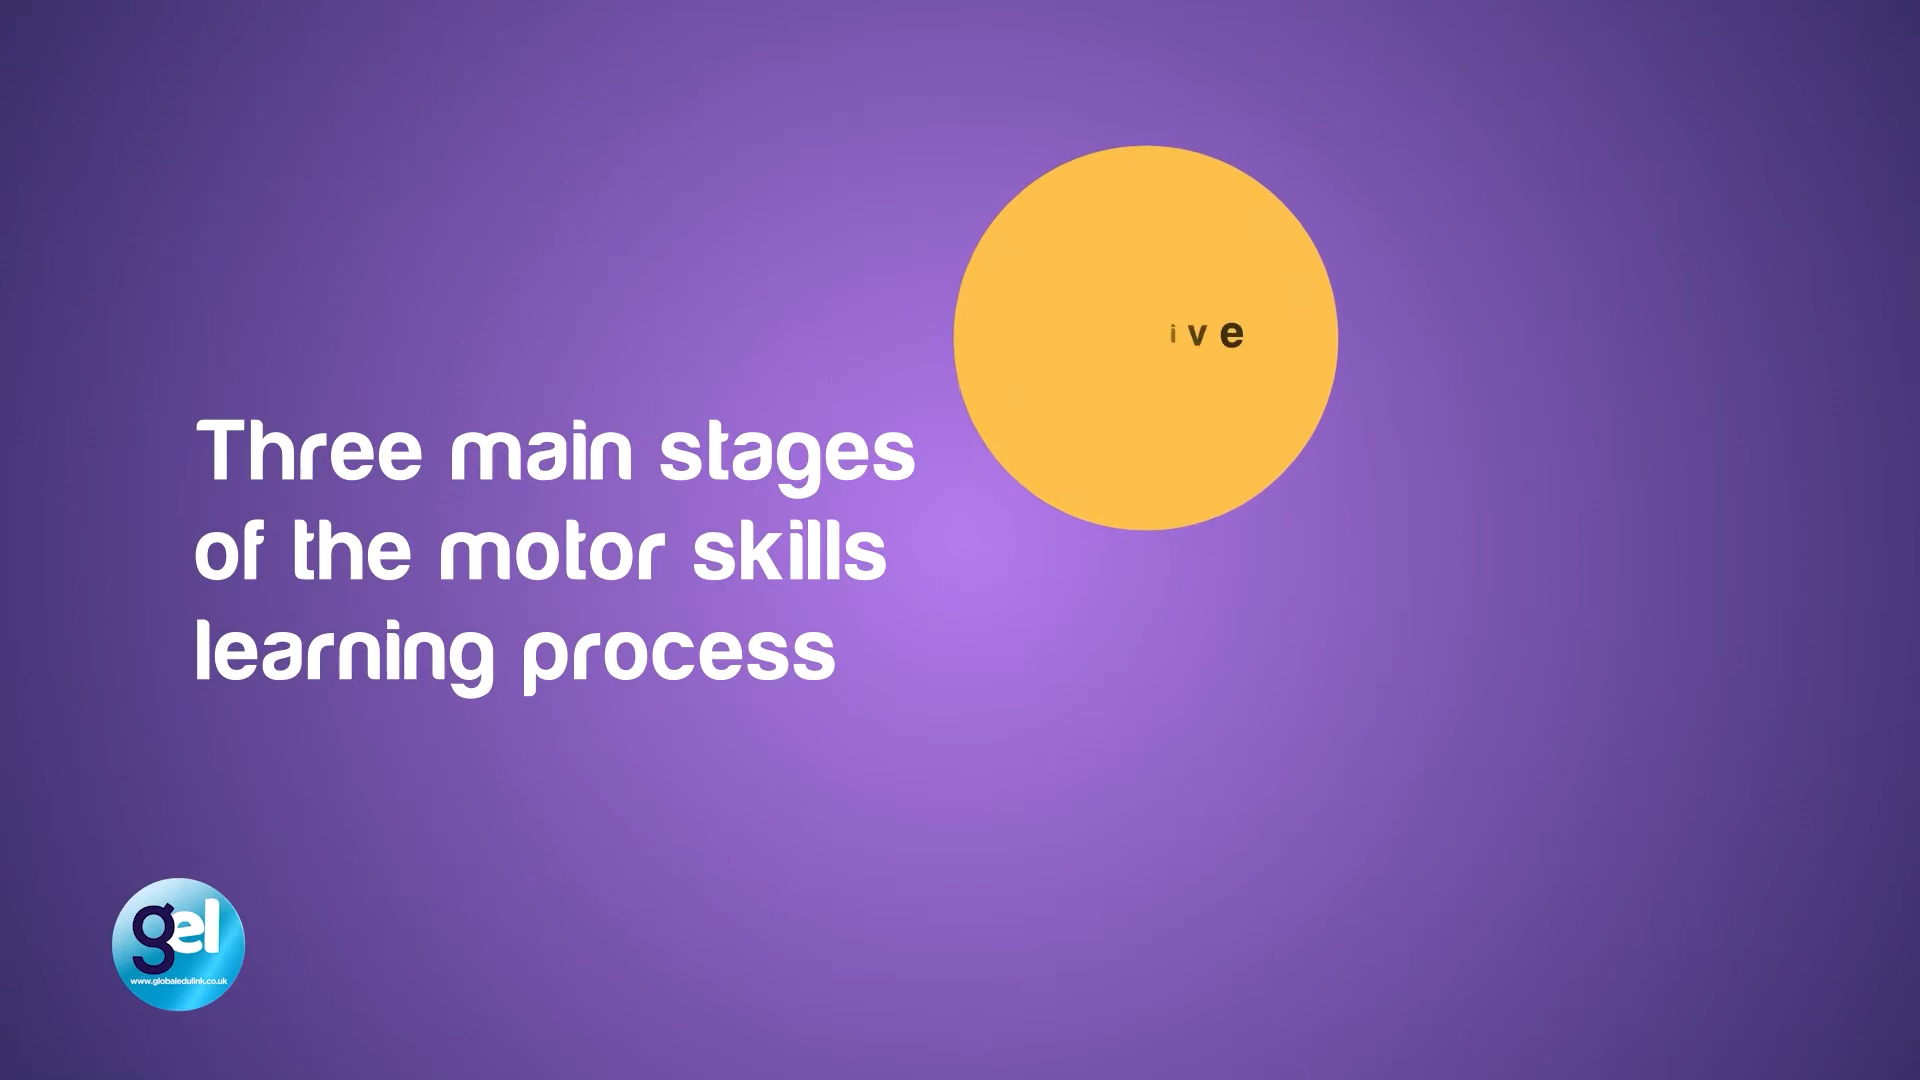 Three main stages
of the motor skills
learning process
ive
gel
www.globaledulink.co.uk